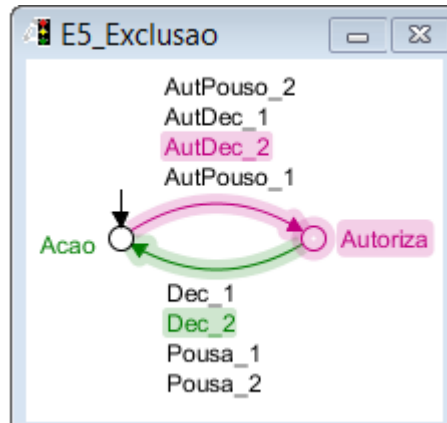 E5_Exclusao
AutPouso_2
AutDec_1
AutDec_2
AutPouso_1
Acao
Autoriza
Dec_1
Dec_2
Pousa_1
Pousa_2